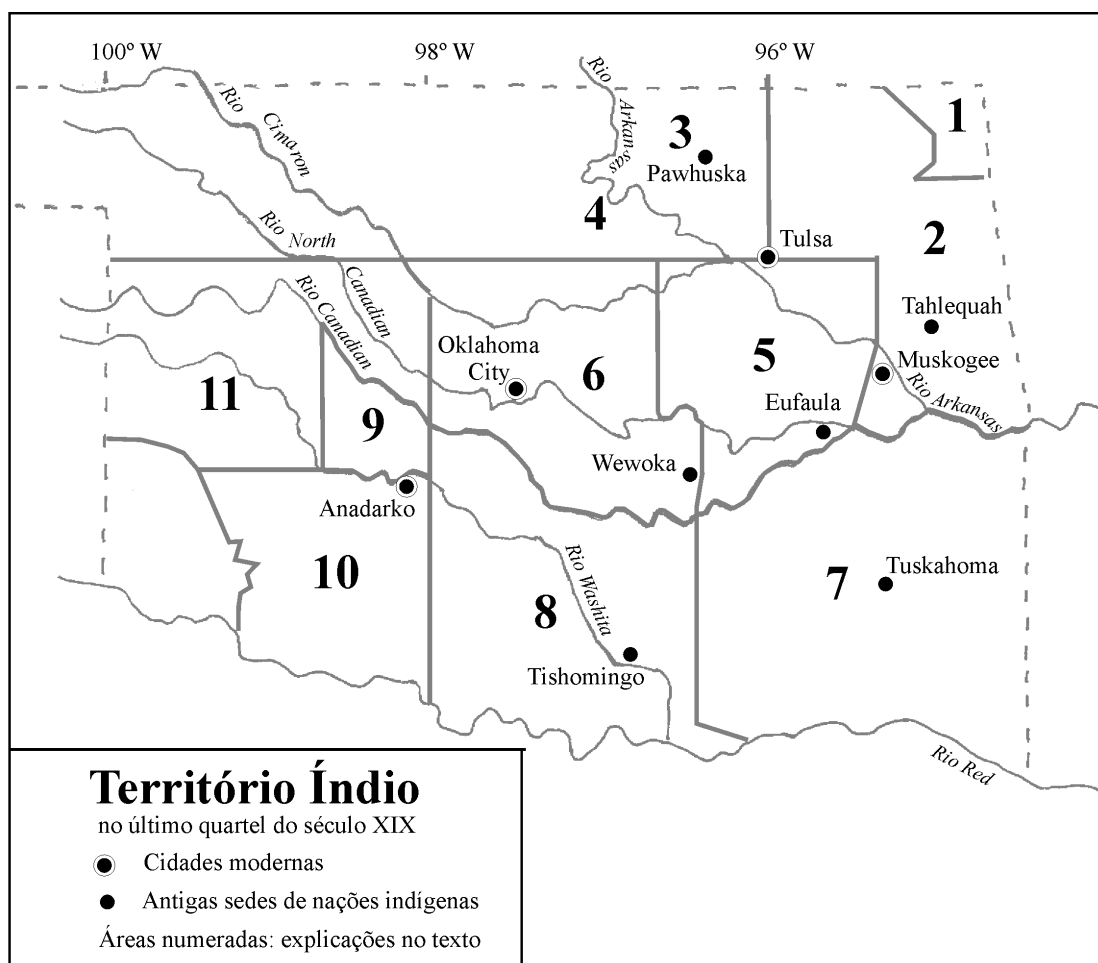 100º W
98º W
96º W
Rio
Cimaron
Rio
Arkansas
1
3
Pawhuska
4
2
Rio
North
Canadian
Tulsa
Rio Canadian
Tahlequah
Oklahoma
City
5
Muskogee
11
6
Rio Arkansas
9
Eufaula
Wewoka
Anadarko
10
Rio Washita
7
Tuskahoma
8
Tishomingo
Rio Red
Território Índio
no último quartel do século XIX
Cidades modernas
Antigas sedes de nações indígenas
Áreas numeradas: explicações no texto